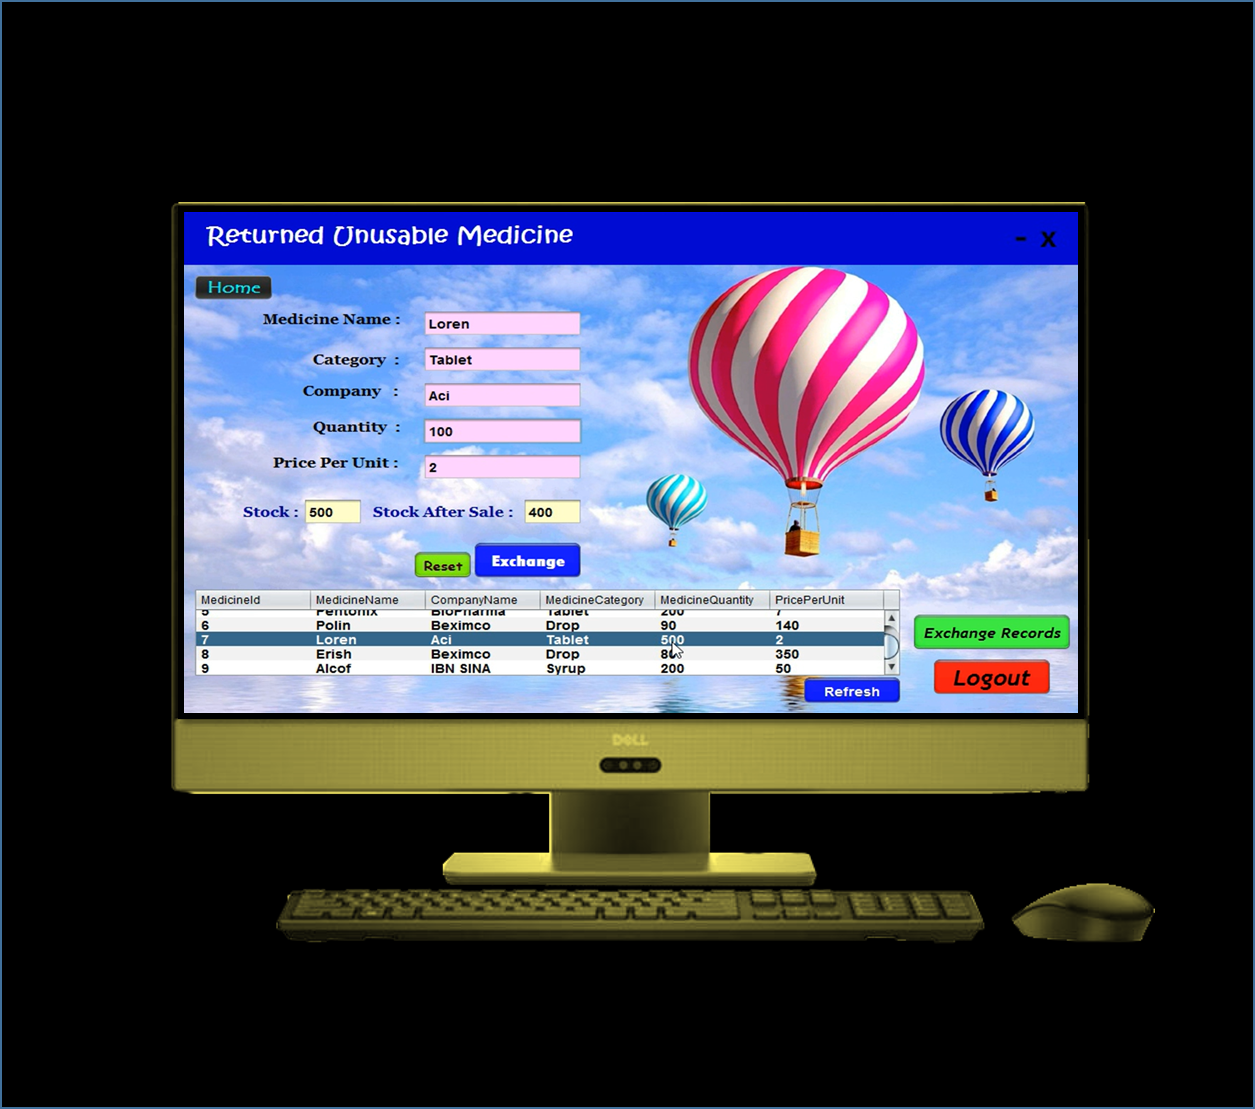 Returned Unusable Medicine
- X
Home
Medicine Name : Loren
Category : Tablet
Company : Aci
Quantity : 100
Price Per Unit : 2
Stock : 500 Stock After Sale : 400
Reset Exchange
MedicineId MedicineName CompanyName MedicineCategory MedicineQuantity PricePerUnit
5 Fentonix BioPharma Tablet 200 7
6 Polin Beximco Drop 90 140
7 Loren Aci Tablet 500 2
8 Erish Beximco Drop 350
9 Alcof IBN SINA Syrup 200 50
Exchange Records
Logout
Refresh
DELL